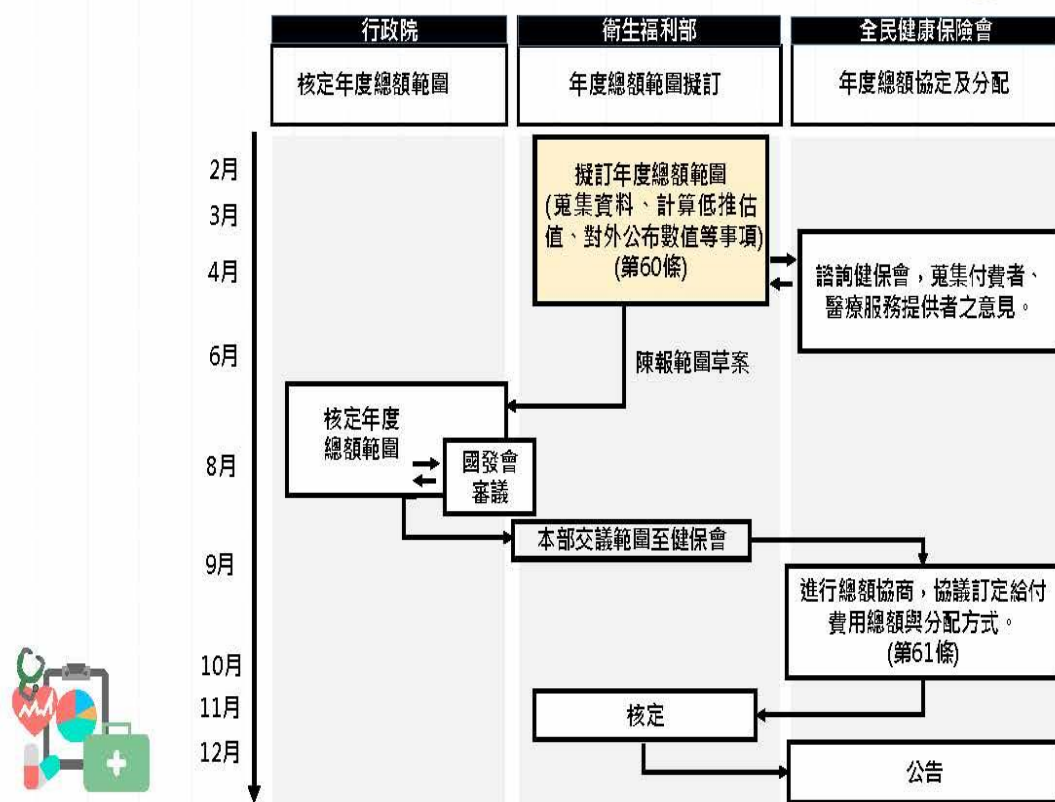 行政院
衛生福利部
全民健康保險會
核定年度總額範圍
年度總額範圍擬訂
年度總額協定及分配
2月
3月
4月
6月
8月
9月
10月
11月
12月
擬訂年度總額範圍
(蒐集資料、計算低推估
值、對外公布數值等事項)
(第60條)
諮詢健保會，蒐集付費者、
醫療服務提供者之意見。
陳報範圍草案
核定年度
總額範圍
國發會
審議
本部交議範圍至健保會
進行總額協商，協議訂定給付
費用總額與分配方式。
(第61條)
核定
公告